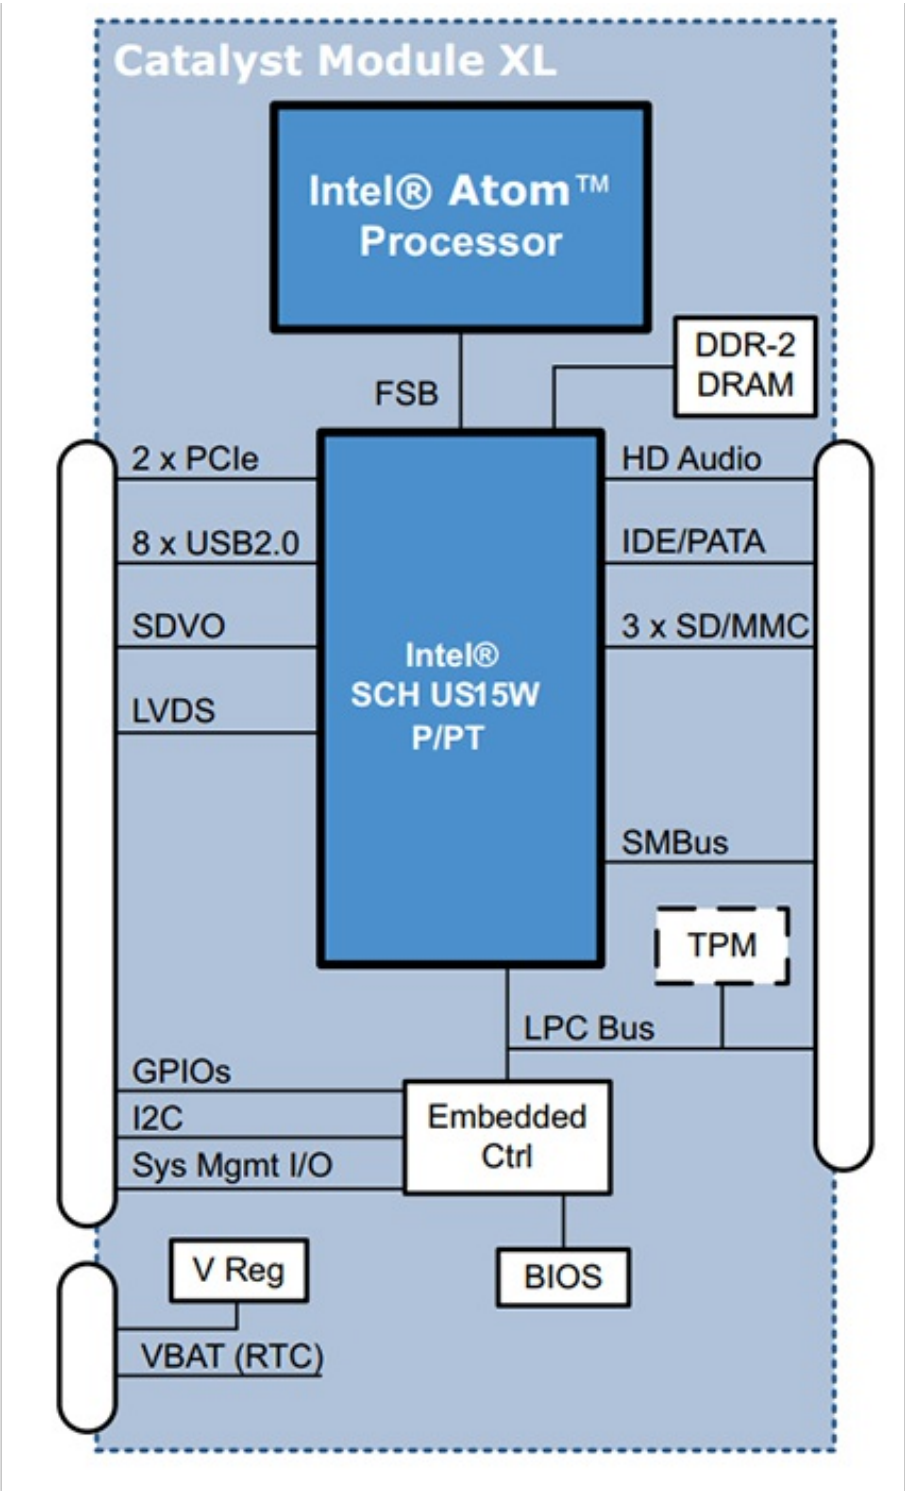 Catalyst Module XL
Intel® Atom™
Processor
DDR-2
DRAM
FSB
2 x PCIe
HD Audio
8 x USB2.0
IDE/PATA
SDVO
3 x SD/MMC
Intel®
SCH US15W
P/PT
LVDS
SMBus
TPM
LPC Bus
GPIOs
I2C
Sys Mgmt I/O
Embedded
Ctrl
V Reg
BIOS
VBAT (RTC)